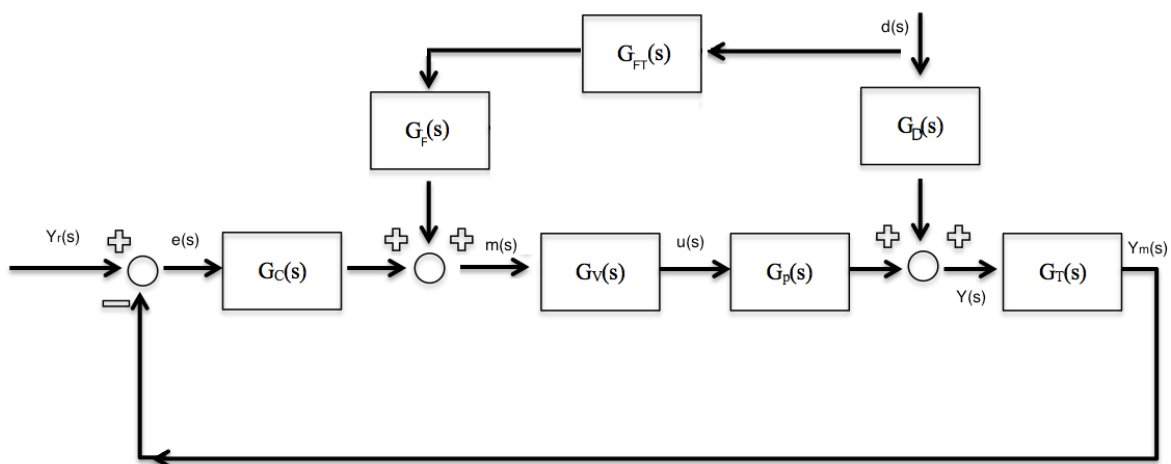 d(s)
G_FT(s)
G_F(s)
G_D(s)
Y_r(s)
e(s)
G_C(s)
m(s)
G_V(s)
u(s)
G_p(s)
Y(s)
G_T(s)
Y_m(s)